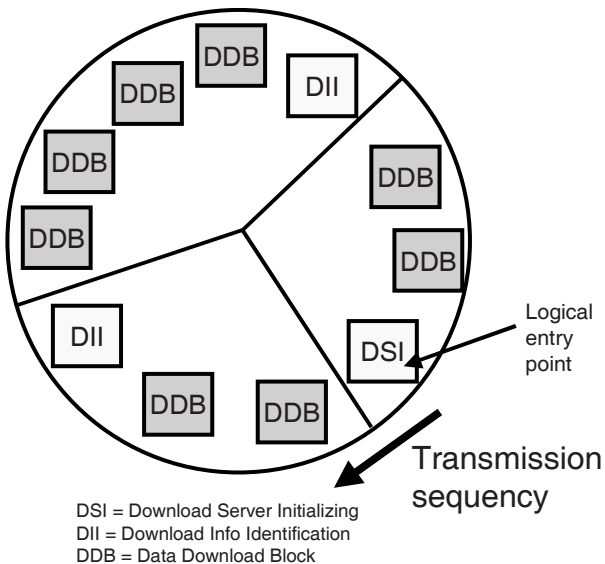 DDB
DII
DDB
DDB
DDB
DDB
DDB
DII
DSI
DDB
DDB
Logical
entry
point
Transmission
sequency
DSI = Download Server Initializing
DII = Download Info Identification
DDB = Data Download Block